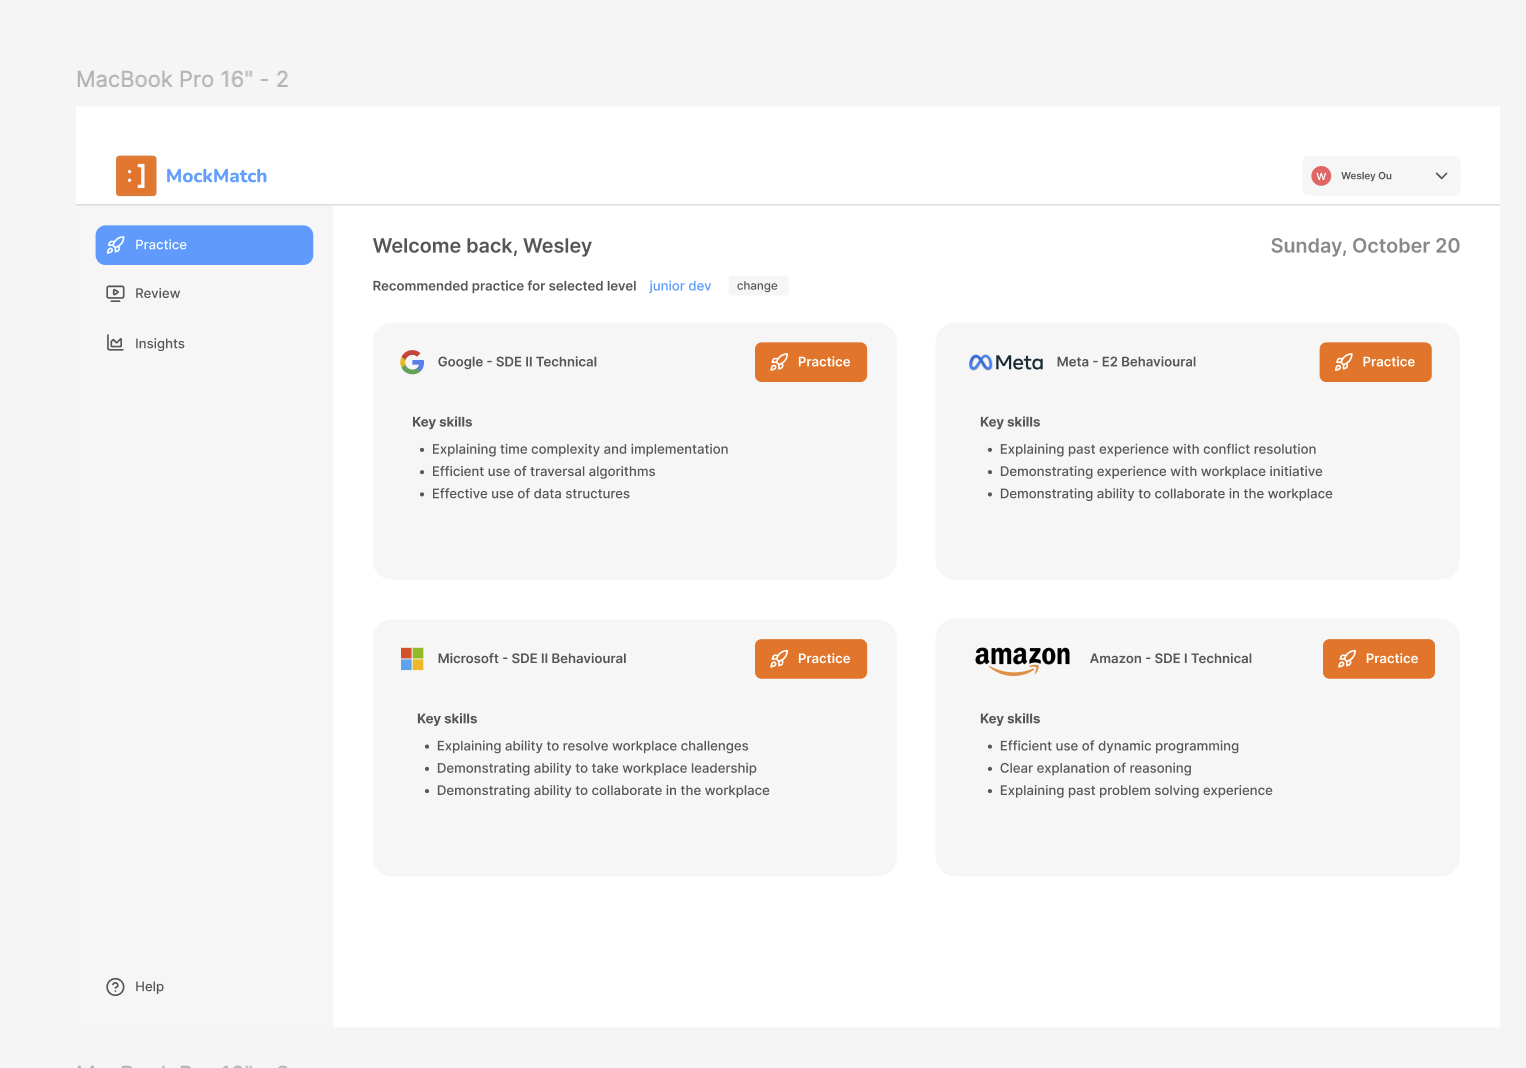 MacBook Pro 16" - 2
:] MockMatch
W Wesley Ou
Practice
Review
Insights
Help
Welcome back, Wesley
Sunday, October 20
Recommended practice for selected level junior dev change
Google - SDE II Technical
Practice
Key skills
• Explaining time complexity and implementation
• Efficient use of traversal algorithms
• Effective use of data structures
Meta Meta - E2 Behavioural
Practice
Key skills
• Explaining past experience with conflict resolution
• Demonstrating experience with workplace initiative
• Demonstrating ability to collaborate in the workplace
Microsoft - SDE II Behavioural
Practice
Key skills
• Explaining ability to resolve workplace challenges
• Demonstrating ability to take workplace leadership
• Demonstrating ability to collaborate in the workplace
amazon Amazon - SDE I Technical
Practice
Key skills
• Efficient use of dynamic programming
• Clear explanation of reasoning
• Explaining past problem solving experience